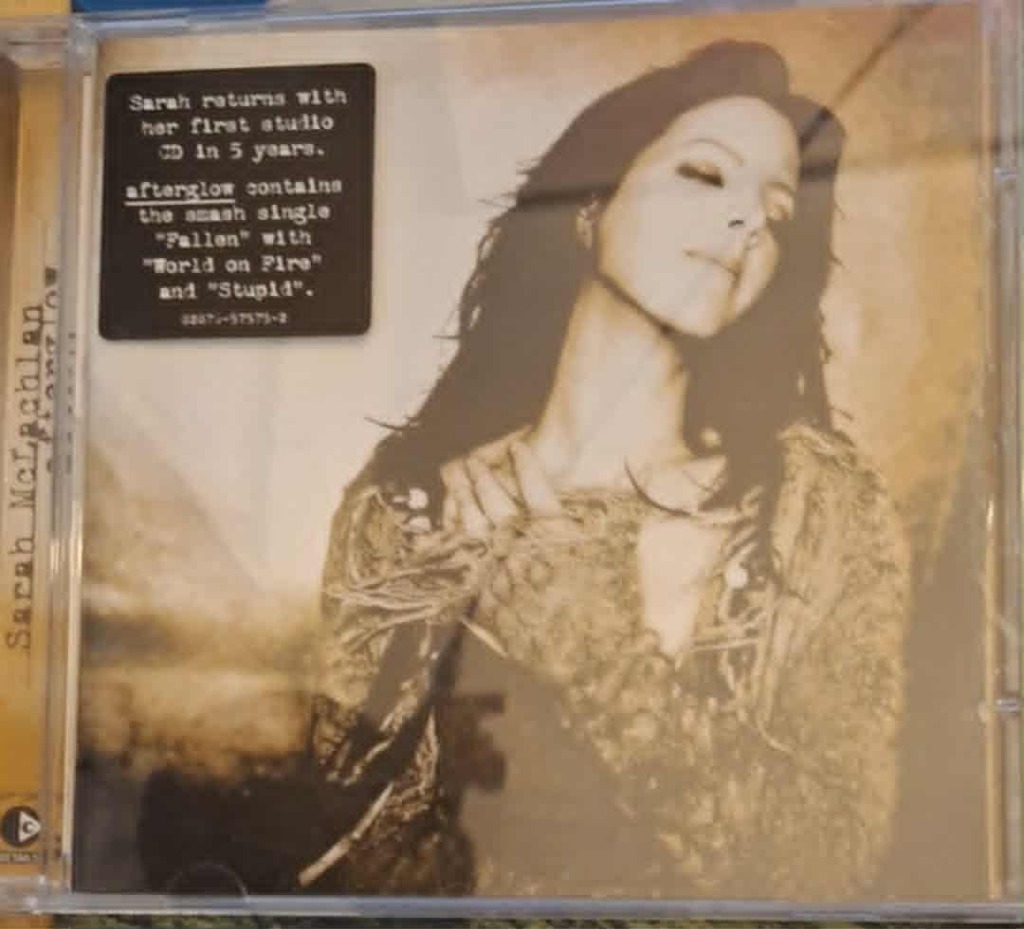 Sarah returns with
her first studio
CD in 5 years.
afterglow contains
the smash single
"Fallen" with
"World on Fire"
and "Stupid".
Sarah McLachlan
afterglow